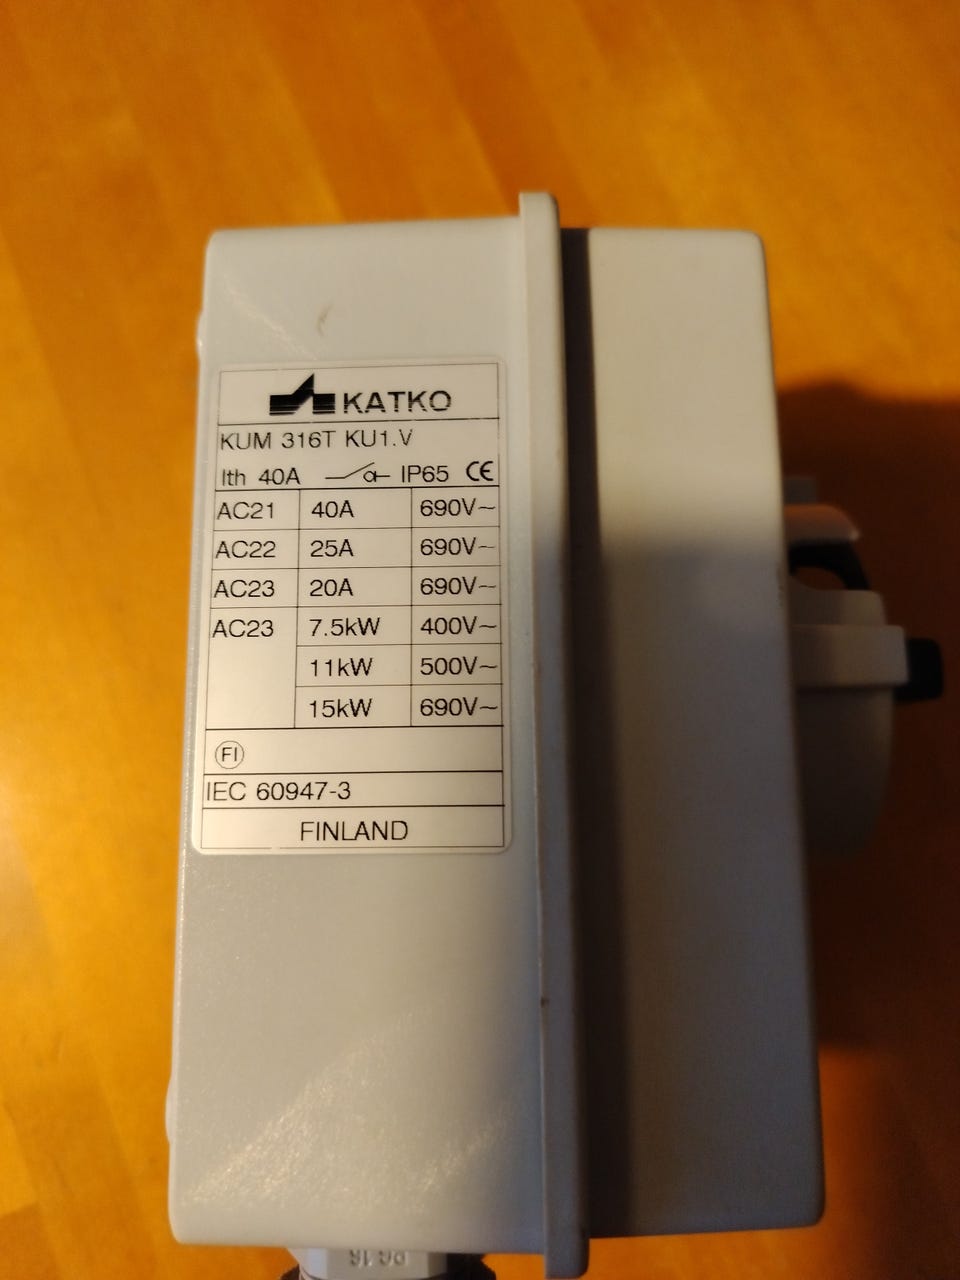 KATKO
KUM 316T KU1.V
Ith 40A IP65 CE
AC21 40A 690V~
AC22 25A 690V~
AC23 20A 690V~
AC23 7.5kW 400V~
11kW 500V~
15kW 690V~
FI
IEC 60947-3
FINLAND